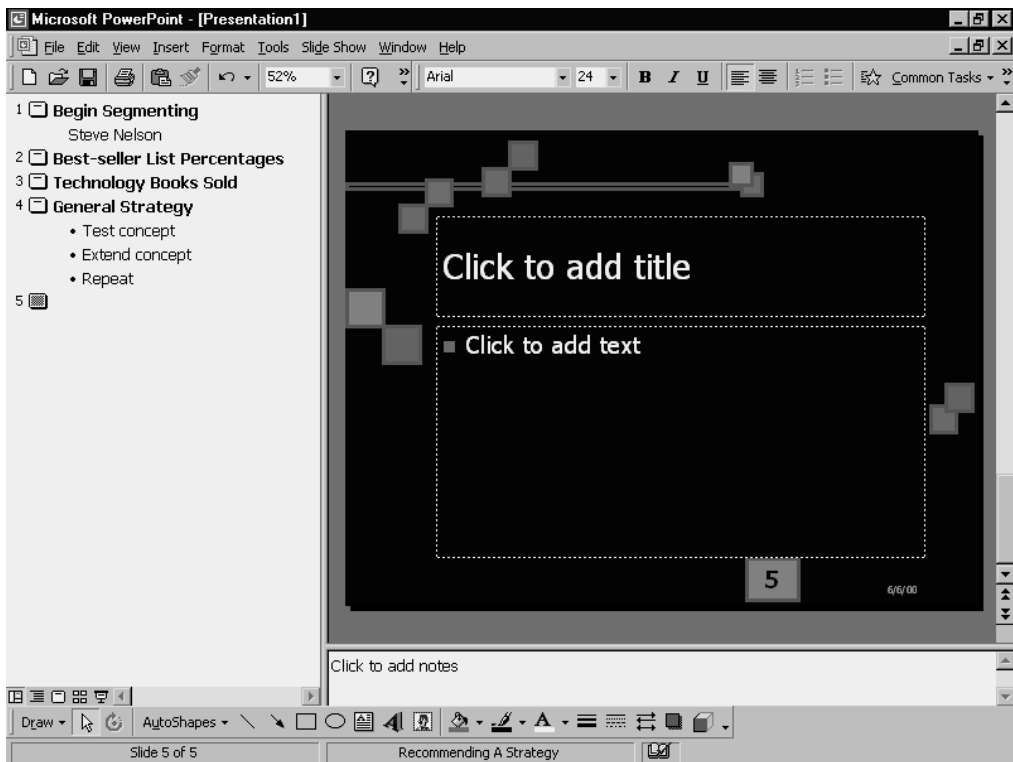 Microsoft PowerPoint - [Presentation1]
File Edit View Insert Format Tools Slide Show Window Help
52% Arial 24 B I U Common Tasks
1 Begin Segmenting
Steve Nelson
2 Best-seller List Percentages
3 Technology Books Sold
4 General Strategy
• Test concept
• Extend concept
• Repeat
5
Click to add title
Click to add text
5
6/6/00
Click to add notes
Draw AutoShapes A
Slide 5 of 5 Recommending A Strategy